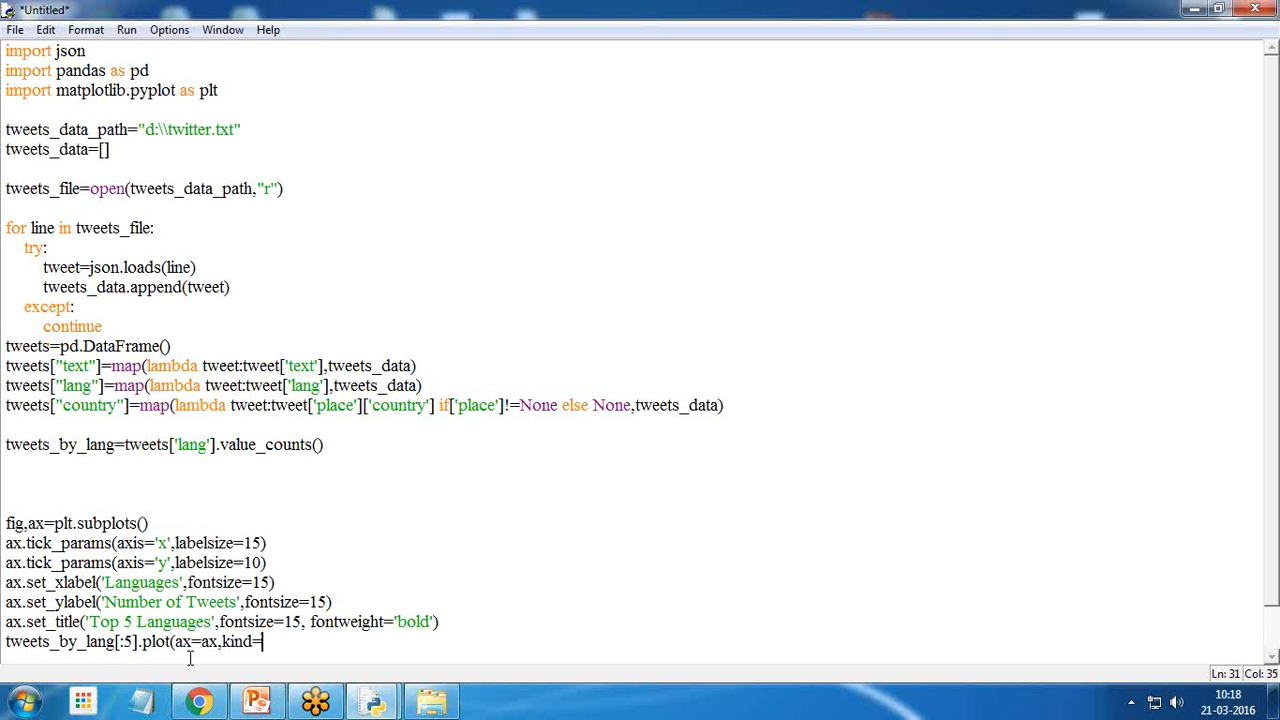 *Untitled*
File Edit Format Run Options Window Help
import json
import pandas as pd
import matplotlib.pyplot as plt
tweets_data_path="d:\\twitter.txt"
tweets_data=[]
tweets_file=open(tweets_data_path,"r")
for line in tweets_file:
try:
tweet=json.loads(line)
tweets_data.append(tweet)
except:
continue
tweets=pd.DataFrame()
tweets["text"]=map(lambda tweet:tweet['text'],tweets_data)
tweets["lang"]=map(lambda tweet:tweet['lang'],tweets_data)
tweets["country"]=map(lambda tweet:tweet['place']['country'] if['place']!=None else None,tweets_data)
tweets_by_lang=tweets['lang'].value_counts()
fig,ax=plt.subplots()
ax.tick_params(axis='x',labelsize=15)
ax.tick_params(axis='y',labelsize=10)
ax.set_xlabel('Languages',fontsize=15)
ax.set_ylabel('Number of Tweets',fontsize=15)
ax.set_title('Top 5 Languages',fontsize=15, fontweight='bold')
tweets_by_lang[:5].plot(ax=ax,kind=
Ln: 31 Col: 35
10:18
21-03-2016